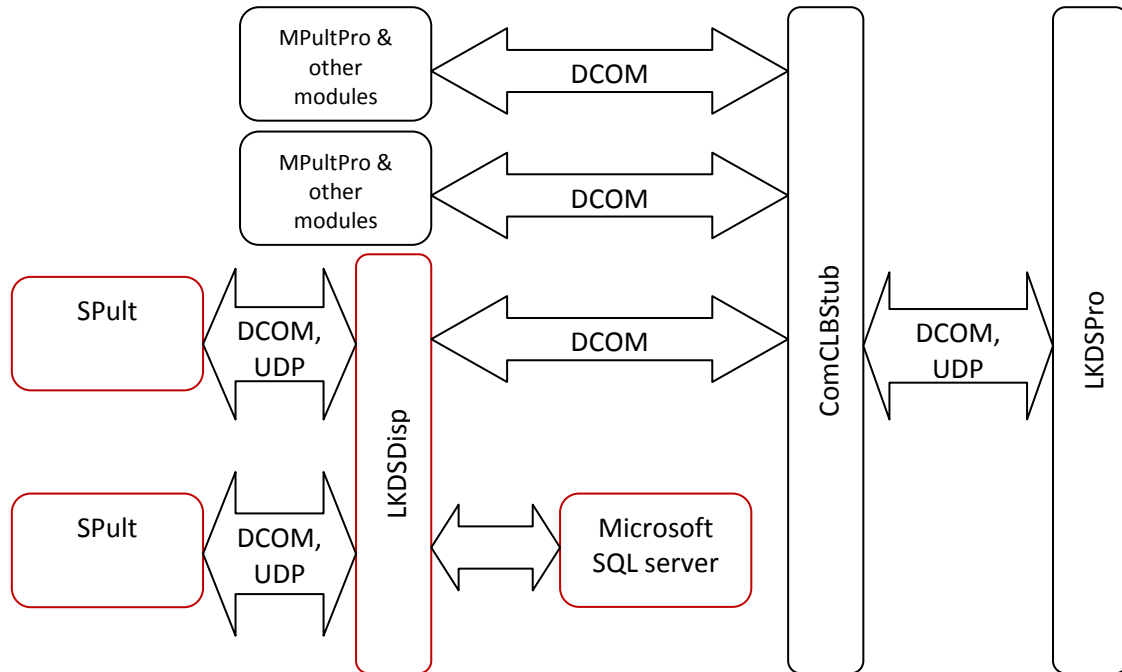 MPultPro &
other
modules
DCOM
MPultPro &
other
modules
DCOM
SPult
DCOM,
UDP
LKDSDisp
DCOM
ComCLBStub
DCOM,
UDP
LKDSPro
SPult
DCOM,
UDP
Microsoft
SQL server